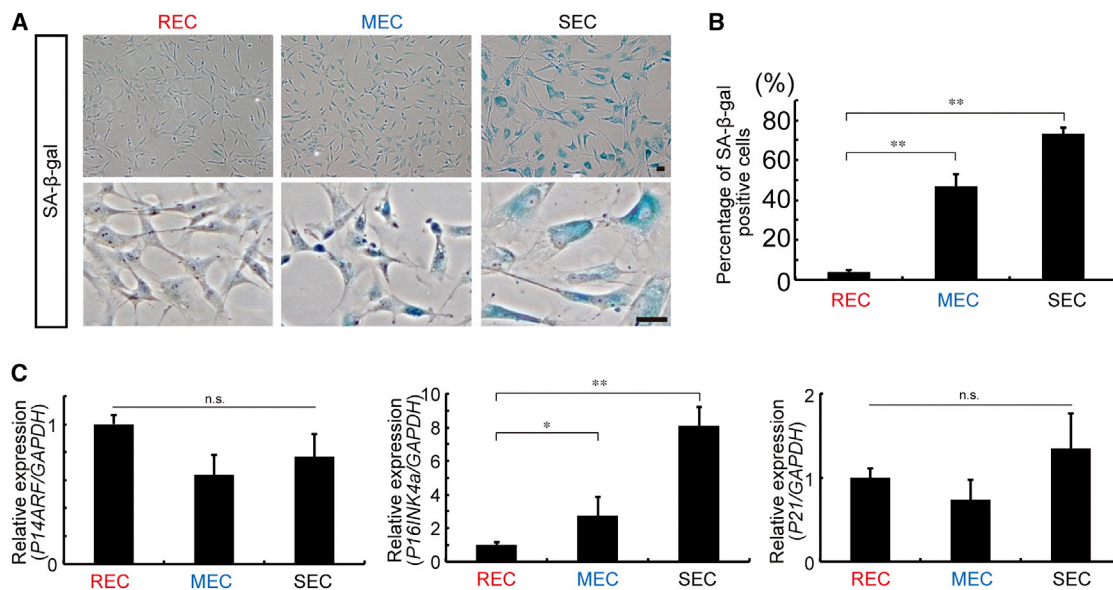 A
REC
MEC
SEC
SA-β-gal
B
(%)
Percentage of SA-β-gal
positive cells
80
60
40
20
0
**
**
REC
MEC
SEC
C
Relative expression
(P14ARF/GAPDH)
1
0
n.s.
REC
MEC
SEC
Relative expression
(P16INK4a/GAPDH)
10
8
6
4
2
0
**
*
REC
MEC
SEC
Relative expression
(P21/GAPDH)
2
1
0
n.s.
REC
MEC
SEC